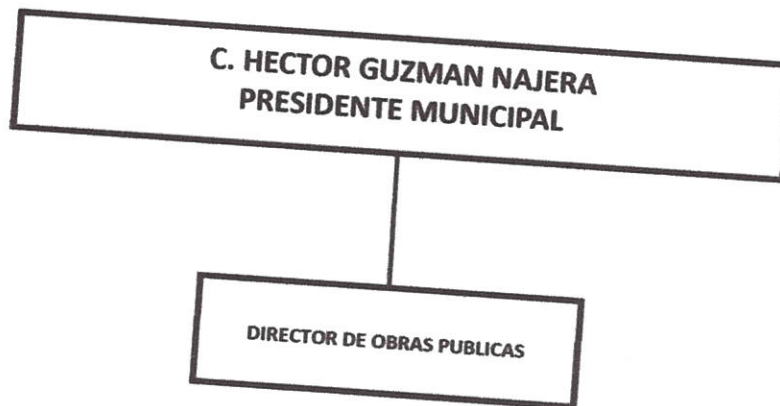 C. HECTOR GUZMAN NAJERA
PRESIDENTE MUNICIPAL
DIRECTOR DE OBRAS PUBLICAS